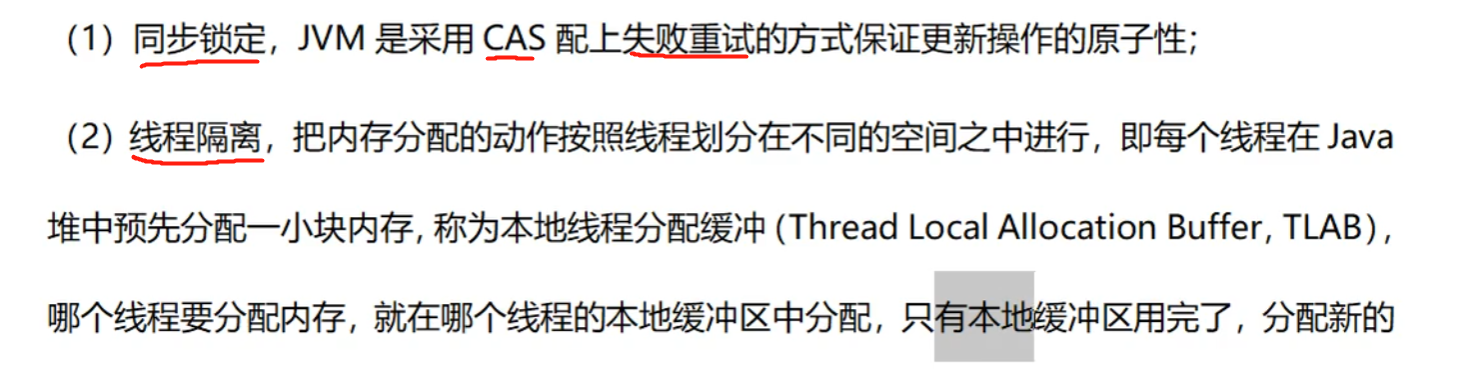 （1）同步锁定，JVM 是采用 CAS 配上失败重试的方式保证更新操作的原子性；
（2）线程隔离，把内存分配的动作按照线程划分在不同的空间之中进行，即每个线程在 Java
堆中预先分配一小块内存，称为本地线程分配缓冲（Thread Local Allocation Buffer, TLAB），
哪个线程要分配内存，就在哪个线程的本地缓冲区中分配，只有本地缓冲区用完了，分配新的